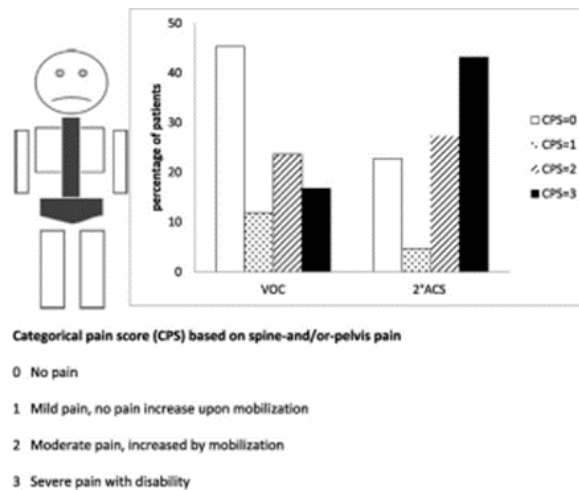 50
40
30
20
10
0
percentage of patients
VOC
2°ACS
CPS=0
CPS=1
CPS=2
CPS=3
Categorical pain score (CPS) based on spine-and/or-pelvis pain
0 No pain
1 Mild pain, no pain increase upon mobilization
2 Moderate pain, increased by mobilization
3 Severe pain with disability